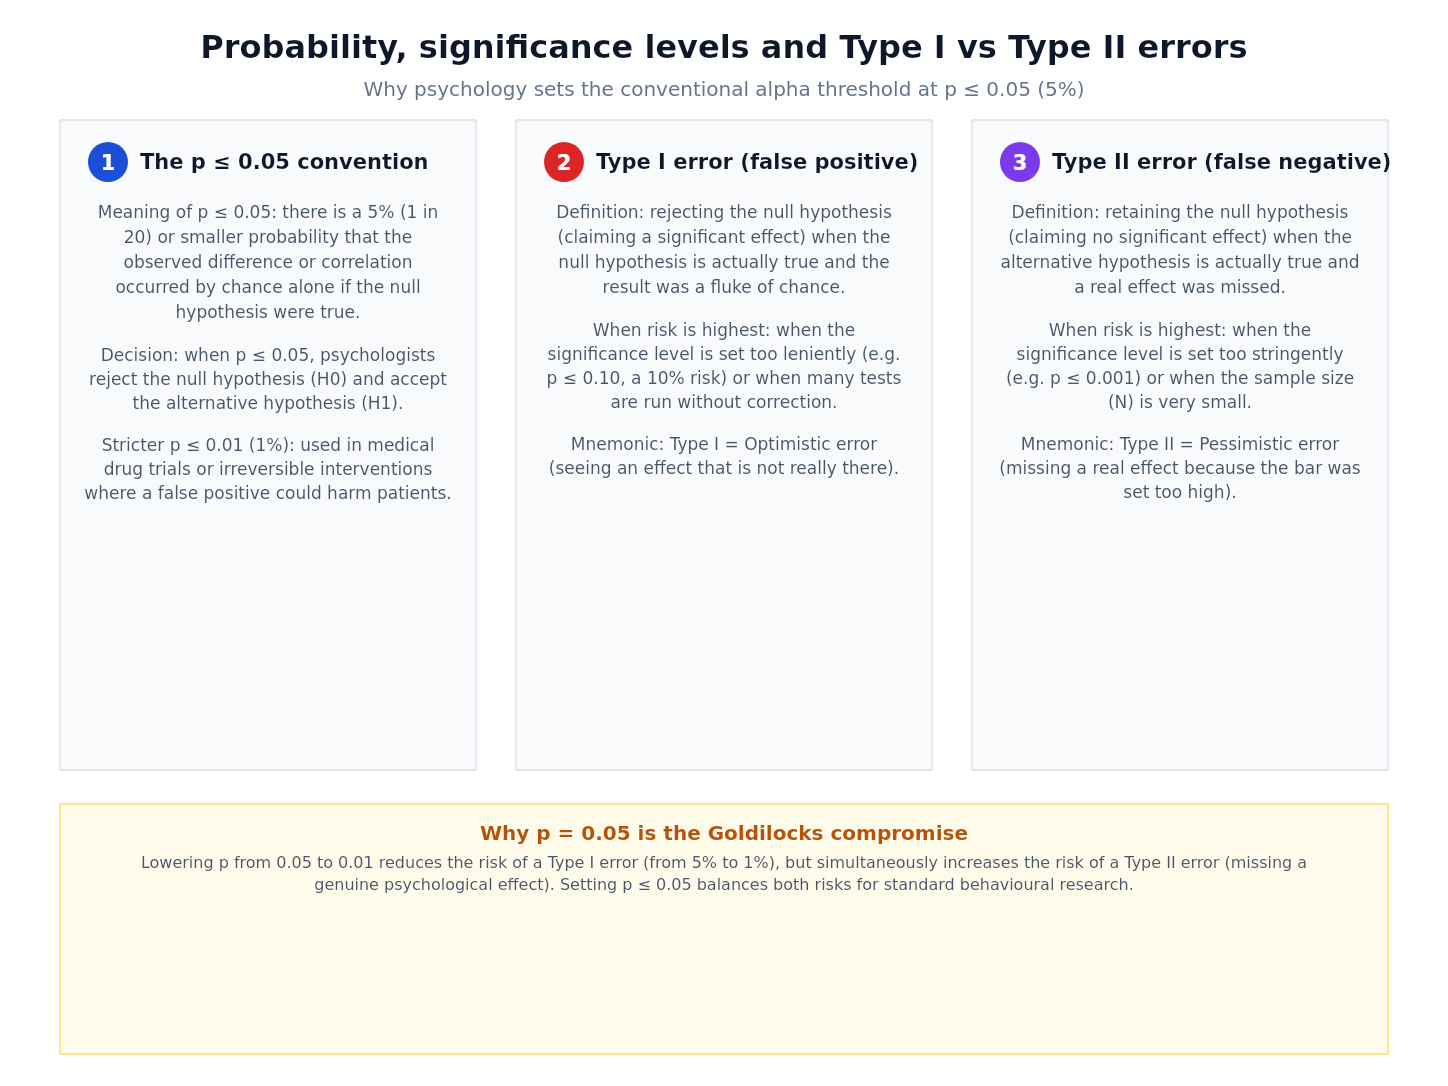 Probability, significance levels and Type I vs Type II errors
Why psychology sets the conventional alpha threshold at p ≤ 0.05 (5%)
1 The p ≤ 0.05 convention
Meaning of p ≤ 0.05: there is a 5% (1 in
20) or smaller probability that the
observed difference or correlation
occurred by chance alone if the null
hypothesis were true.
Decision: when p ≤ 0.05, psychologists
reject the null hypothesis (H0) and accept
the alternative hypothesis (H1).
Stricter p ≤ 0.01 (1%): used in medical
drug trials or irreversible interventions
where a false positive could harm patients.
2 Type I error (false positive)
Definition: rejecting the null hypothesis
(claiming a significant effect) when the
null hypothesis is actually true and the
result was a fluke of chance.
When risk is highest: when the
significance level is set too leniently (e.g.
p ≤ 0.10, a 10% risk) or when many tests
are run without correction.
Mnemonic: Type I = Optimistic error
(seeing an effect that is not really there).
3 Type II error (false negative)
Definition: retaining the null hypothesis
(claiming no significant effect) when the
alternative hypothesis is actually true and
a real effect was missed.
When risk is highest: when the
significance level is set too stringently
(e.g. p ≤ 0.001) or when the sample size
(N) is very small.
Mnemonic: Type II = Pessimistic error
(missing a real effect because the bar was
set too high).
Why p = 0.05 is the Goldilocks compromise
Lowering p from 0.05 to 0.01 reduces the risk of a Type I error (from 5% to 1%), but simultaneously increases the risk of a Type II error (missing a
genuine psychological effect). Setting p ≤ 0.05 balances both risks for standard behavioural research.